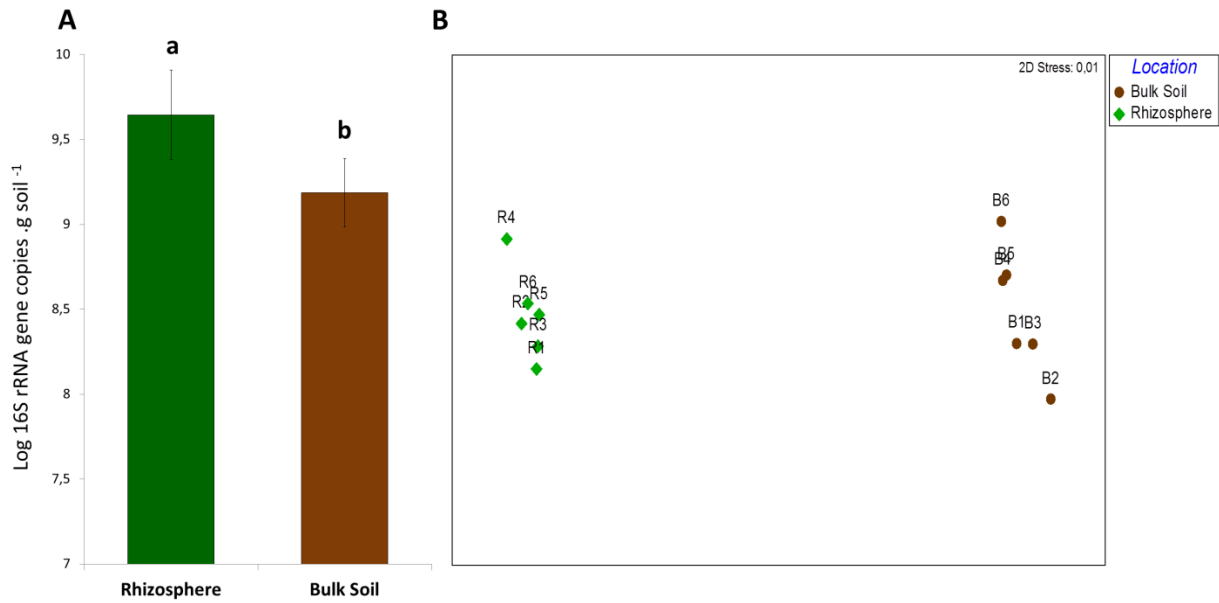 A
B
a
b
10
9,5
9
8,5
8
7,5
7
Log 16S rRNA gene copies .g soil -1
Rhizosphere
Bulk Soil
2D Stress: 0,01
Location
Bulk Soil
Rhizosphere
R4
R6
R5
R2
R3
R1
B6
B5
B4
B1
B3
B2